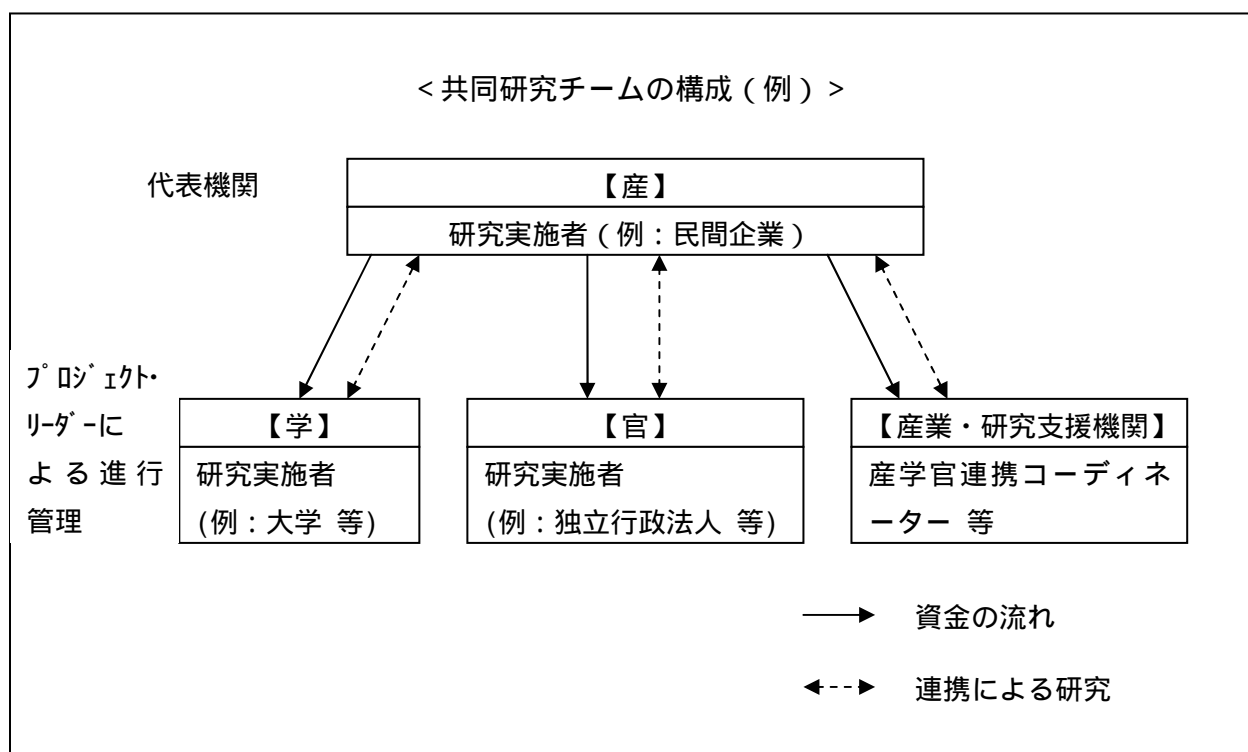 <共同研究チームの構成(例)>
代表機関
【産】
研究実施者(例:民間企業)
ﾌﾟﾛｼﾞｪｸﾄ・
ﾘｰﾀﾞｰに
よる進行
管理
【学】
研究実施者
(例:大学 等)
【官】
研究実施者
(例:独立行政法人 等)
【産業・研究支援機関】
産学官連携コーディネ
ーター 等
資金の流れ
連携による研究